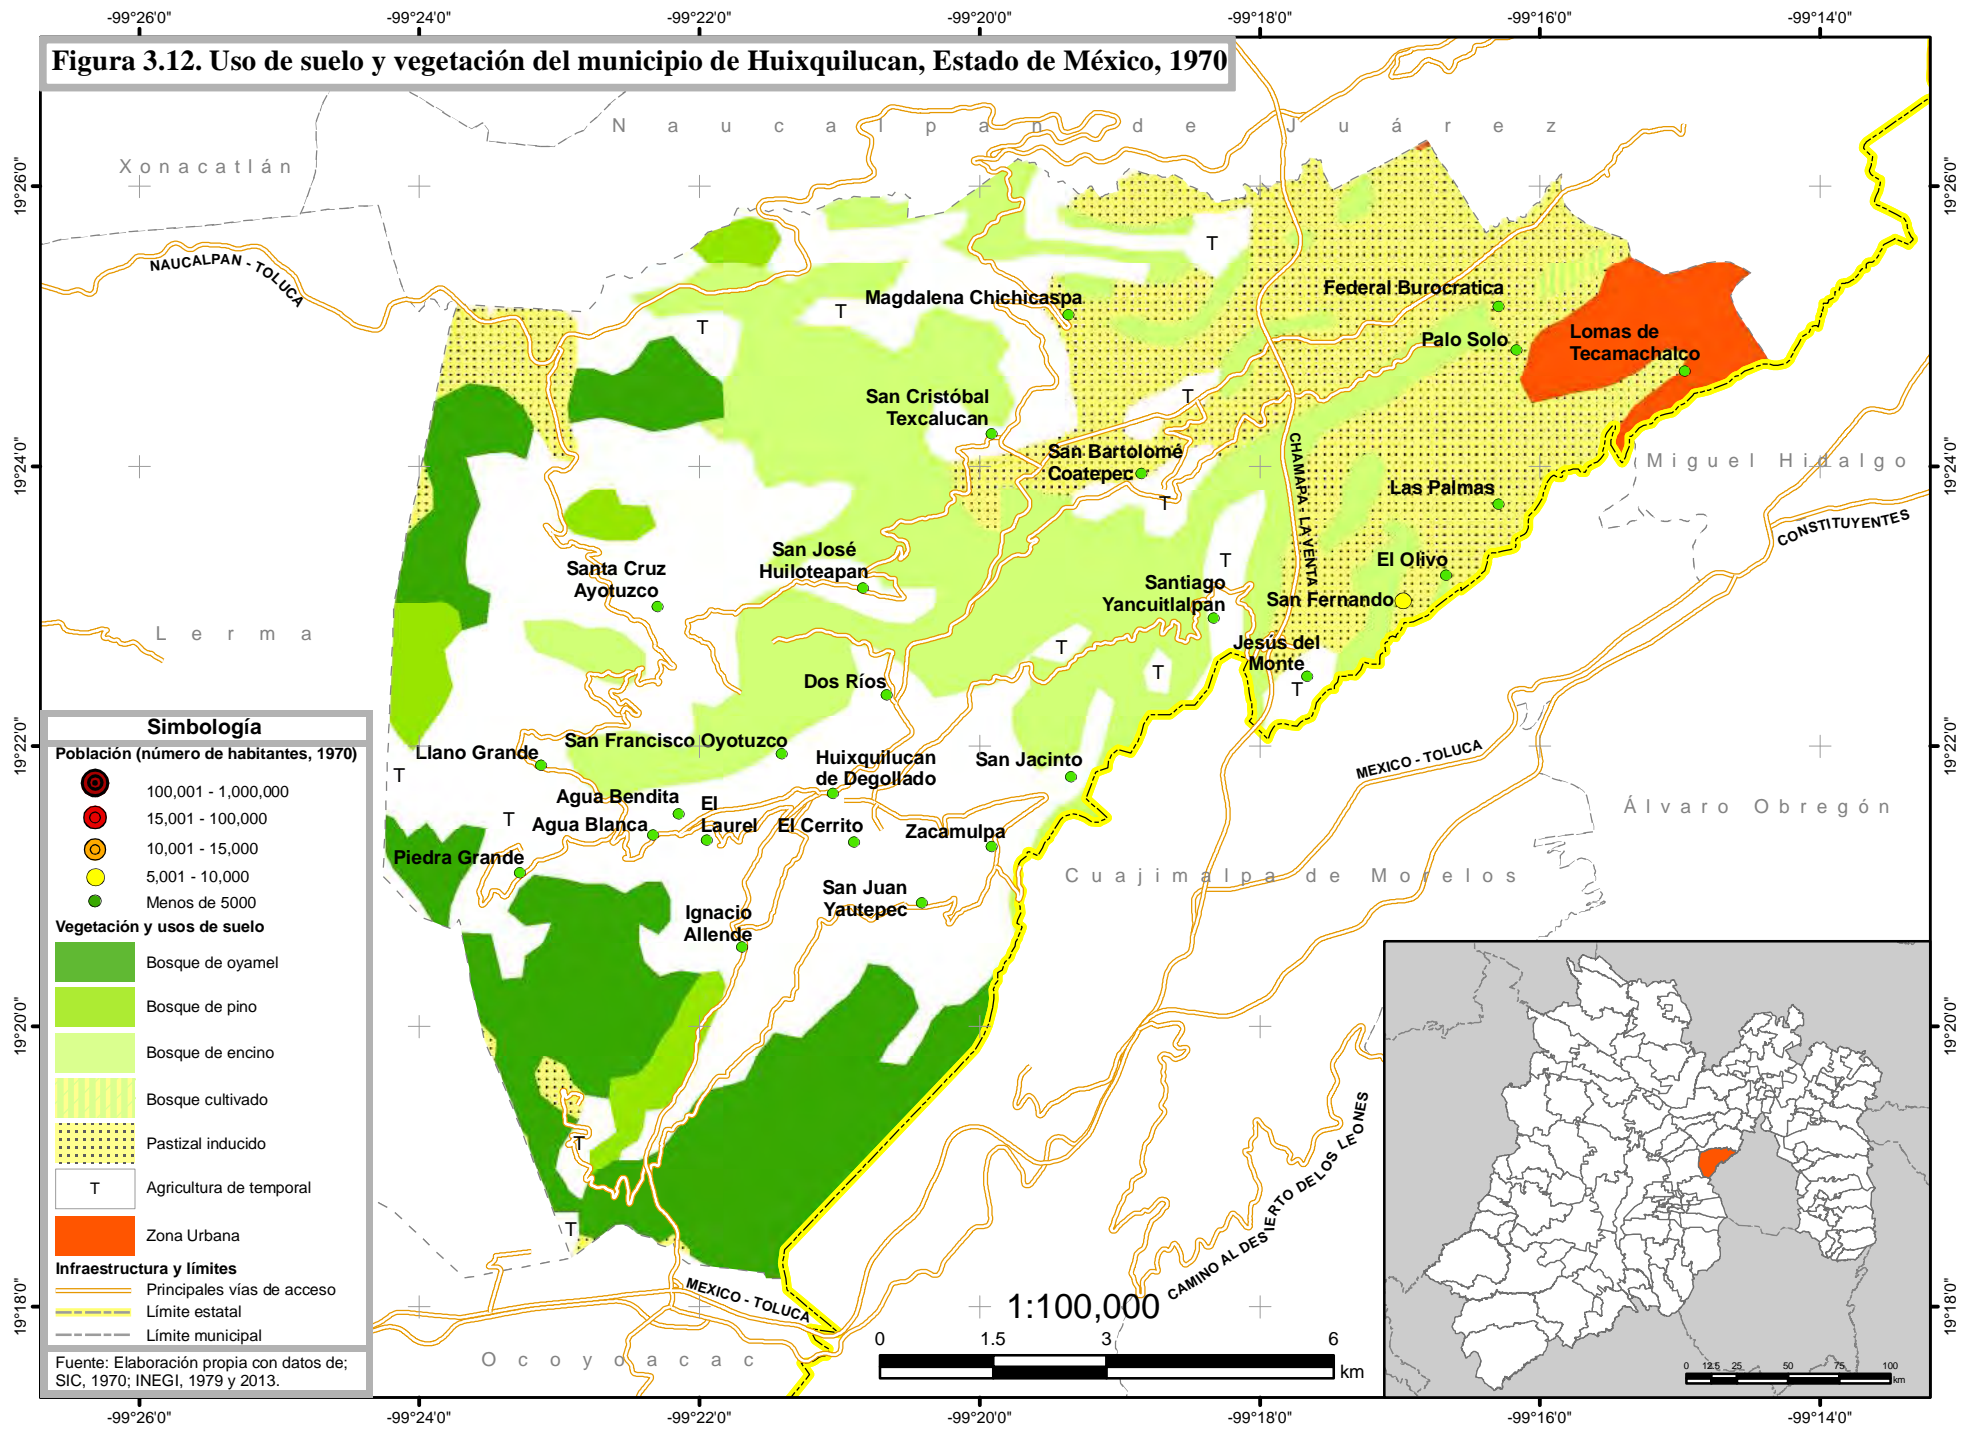 -99°26'0"
-99°24'0"
-99°22'0"
-99°20'0"
-99°18'0"
-99°16'0"
-99°14'0"
Figura 3.12. Uso de suelo y vegetación del municipio de Huixquilucan, Estado de México, 1970
Naucalpan de Juárez
Xonacatlán
19°26'0"
19°26'0"
T
NAUCALPAN - TOLUCA
Magdalena Chichicaspa
Federal Burocratica
T
T
Palo Solo
Lomas de
Tecamachalco
San Cristóbal
Texcalucan
T
CHAMAPA - LA VENTA
San Bartolomé
Coatepec
Miguel Hidalgo
19°24'0"
19°24'0"
Las Palmas
T
CONSTITUYENTES
San José
Huiloteapan
Santa Cruz
Ayotuzco
T
El Olivo
Santiago
Yancuitlalpan
San Fernando
Lerma
T
Jesús del
Monte
T
T
Dos Ríos
19°22'0"
19°22'0"
Llano Grande
San Francisco Oyotuzco
Huixquilucan
de Degollado
San Jacinto
MEXICO - TOLUCA
T
Agua Bendita
El
Laurel
T
Agua Blanca
El Cerrito
Zacamulpa
Álvaro Obregón
Piedra Grande
San Juan
Yautepec
Cuajimalpa de Morelos
Ignacio
Allende
19°20'0"
19°20'0"
T
T
CAMINO AL DESIERTO DE LOS LEONES
MEXICO - TOLUCA
19°18'0"
19°18'0"
Ocoyoacac
Simbología
Población (número de habitantes, 1970)
100,001 - 1,000,000
15,001 - 100,000
10,001 - 15,000
5,001 - 10,000
Menos de 5000
Vegetación y usos de suelo
Bosque de oyamel
Bosque de pino
Bosque de encino
Bosque cultivado
Pastizal inducido
T Agricultura de temporal
Zona Urbana
Infraestructura y límites
Principales vías de acceso
Límite estatal
Límite municipal
Fuente: Elaboración propia con datos de;
SIC, 1970; INEGI, 1979 y 2013.
1:100,000
0 1.5 3 6
km
0 12.5 25 50 75 100
km
-99°26'0"
-99°24'0"
-99°22'0"
-99°20'0"
-99°18'0"
-99°16'0"
-99°14'0"